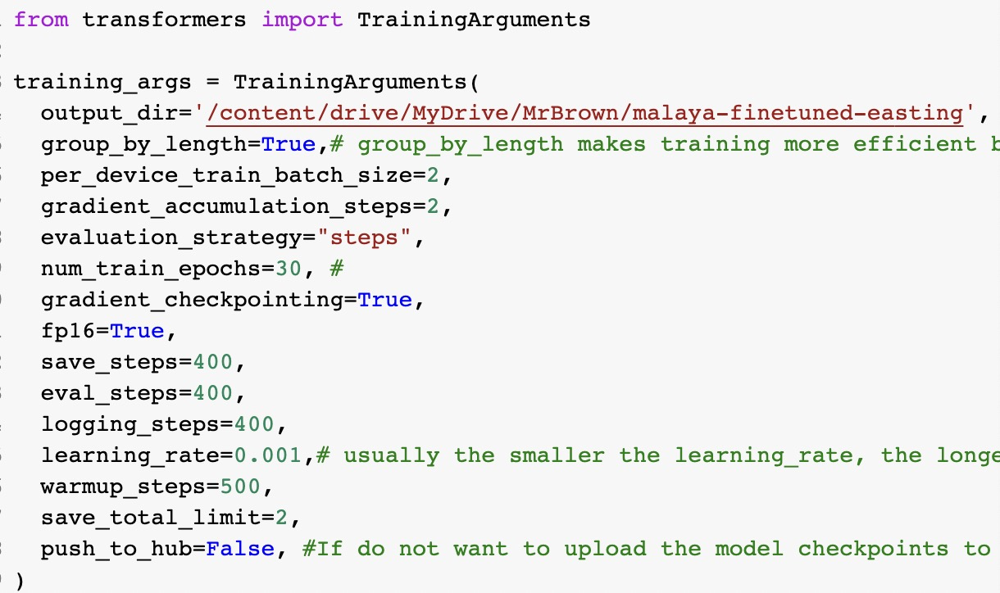 from transformers import TrainingArguments
training_args = TrainingArguments(
output_dir='/content/drive/MyDrive/MrBrown/malaya-finetuned-easting',
group_by_length=True,# group_by_length makes training more efficient b
per_device_train_batch_size=2,
gradient_accumulation_steps=2,
evaluation_strategy="steps",
num_train_epochs=30, #
gradient_checkpointing=True,
fp16=True,
save_steps=400,
eval_steps=400,
logging_steps=400,
learning_rate=0.001,# usually the smaller the learning_rate, the longe
warmup_steps=500,
save_total_limit=2,
push_to_hub=False, #If do not want to upload the model checkpoints to
)